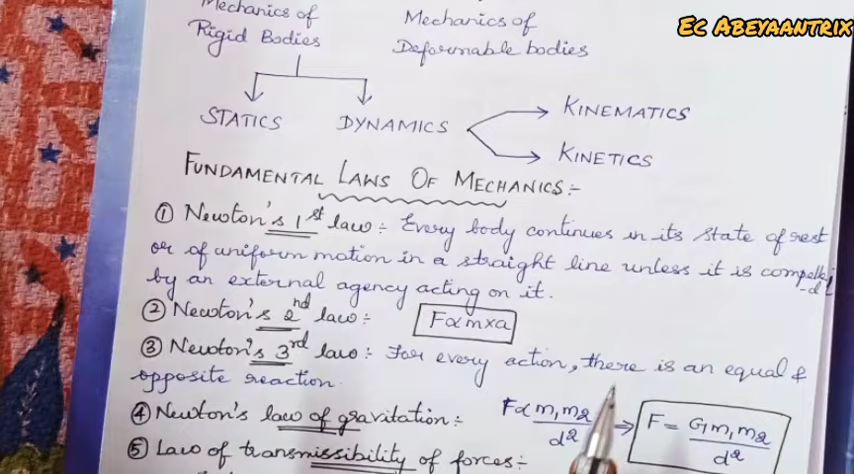 Ec Abeyaantrix
Mechanics of Rigid Bodies
Mechanics of Deformable bodies
STATICS DYNAMICS KINEMATICS
KINETICS
FUNDAMENTAL LAWS OF MECHANICS:-
① Newton's 1st law:- Every body continues in its state of rest
or of uniform motion in a straight line unless it is compell-ed
by an external agency acting on it.
② Newton's 2nd law:- F∝m×a
③ Newton's 3rd law:- For every action, there is an equal &
opposite reaction.
④ Newton's law of gravitation:- F∝ m₁m₂/d² → F = Gm₁m₂/d²
⑤ Law of transmissibility of forces:-